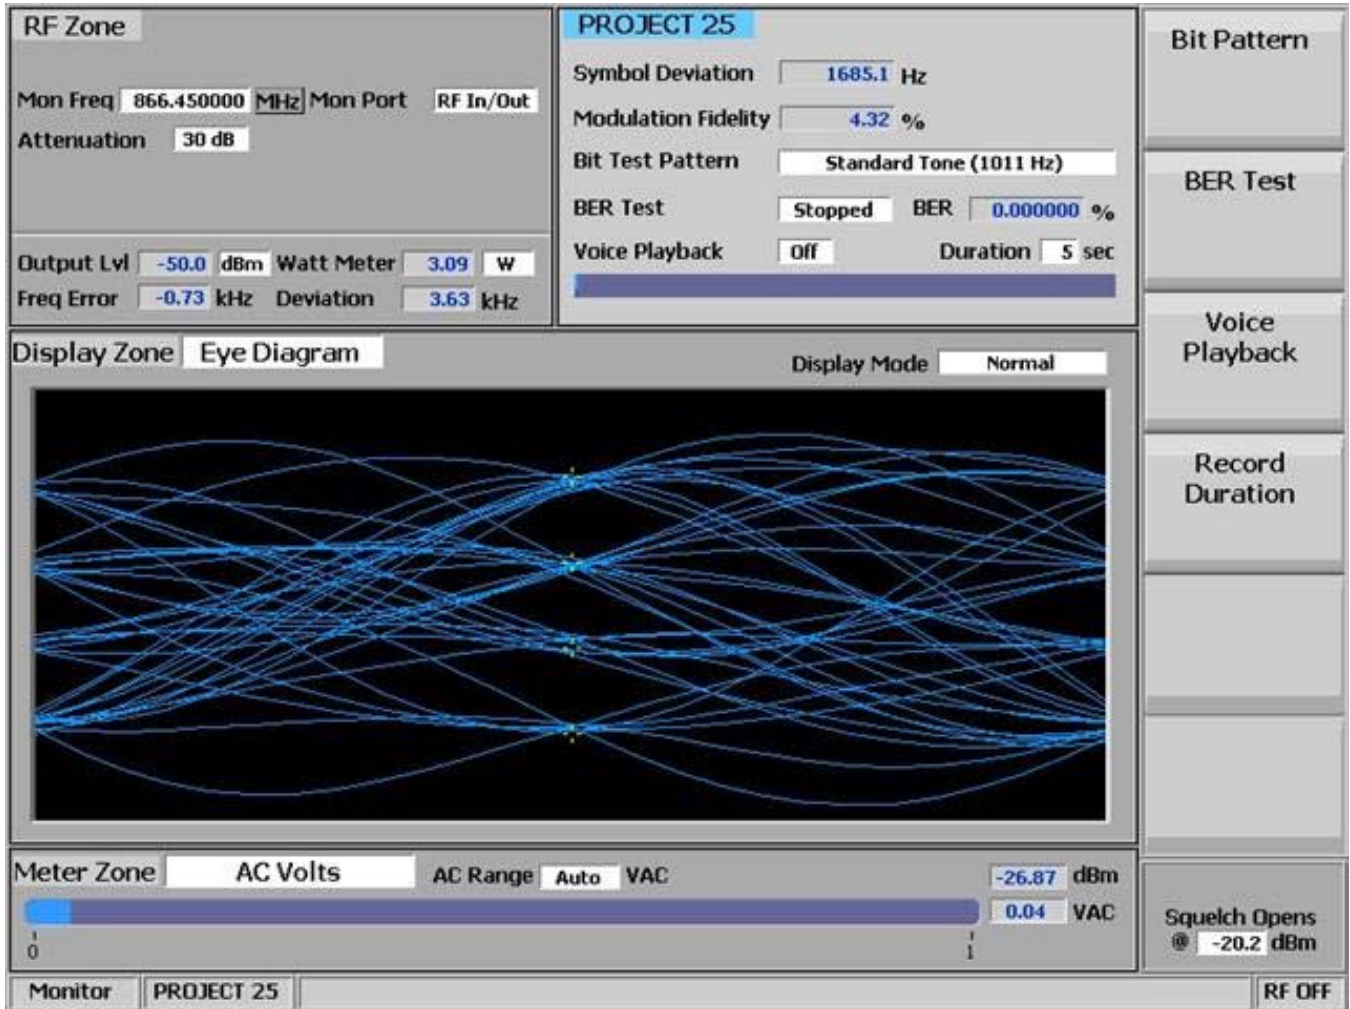 RF Zone
Mon Freq 866.450000 MHz Mon Port RF In/Out
Attenuation 30 dB
Output Lvl -50.0 dBm Watt Meter 3.09 W
Freq Error -0.73 kHz Deviation 3.63 kHz
PROJECT 25
Symbol Deviation 1685.1 Hz
Modulation Fidelity 4.32 %
Bit Test Pattern Standard Tone (1011 Hz)
BER Test Stopped BER 0.000000 %
Voice Playback Off Duration 5 sec
Display Zone Eye Diagram
Display Mode Normal
Meter Zone AC Volts AC Range Auto VAC -26.87 dBm
0.04 VAC
0 1
Bit Pattern
BER Test
Voice
Playback
Record
Duration
Squelch Opens
@ -20.2 dBm
Monitor PROJECT 25 RF OFF